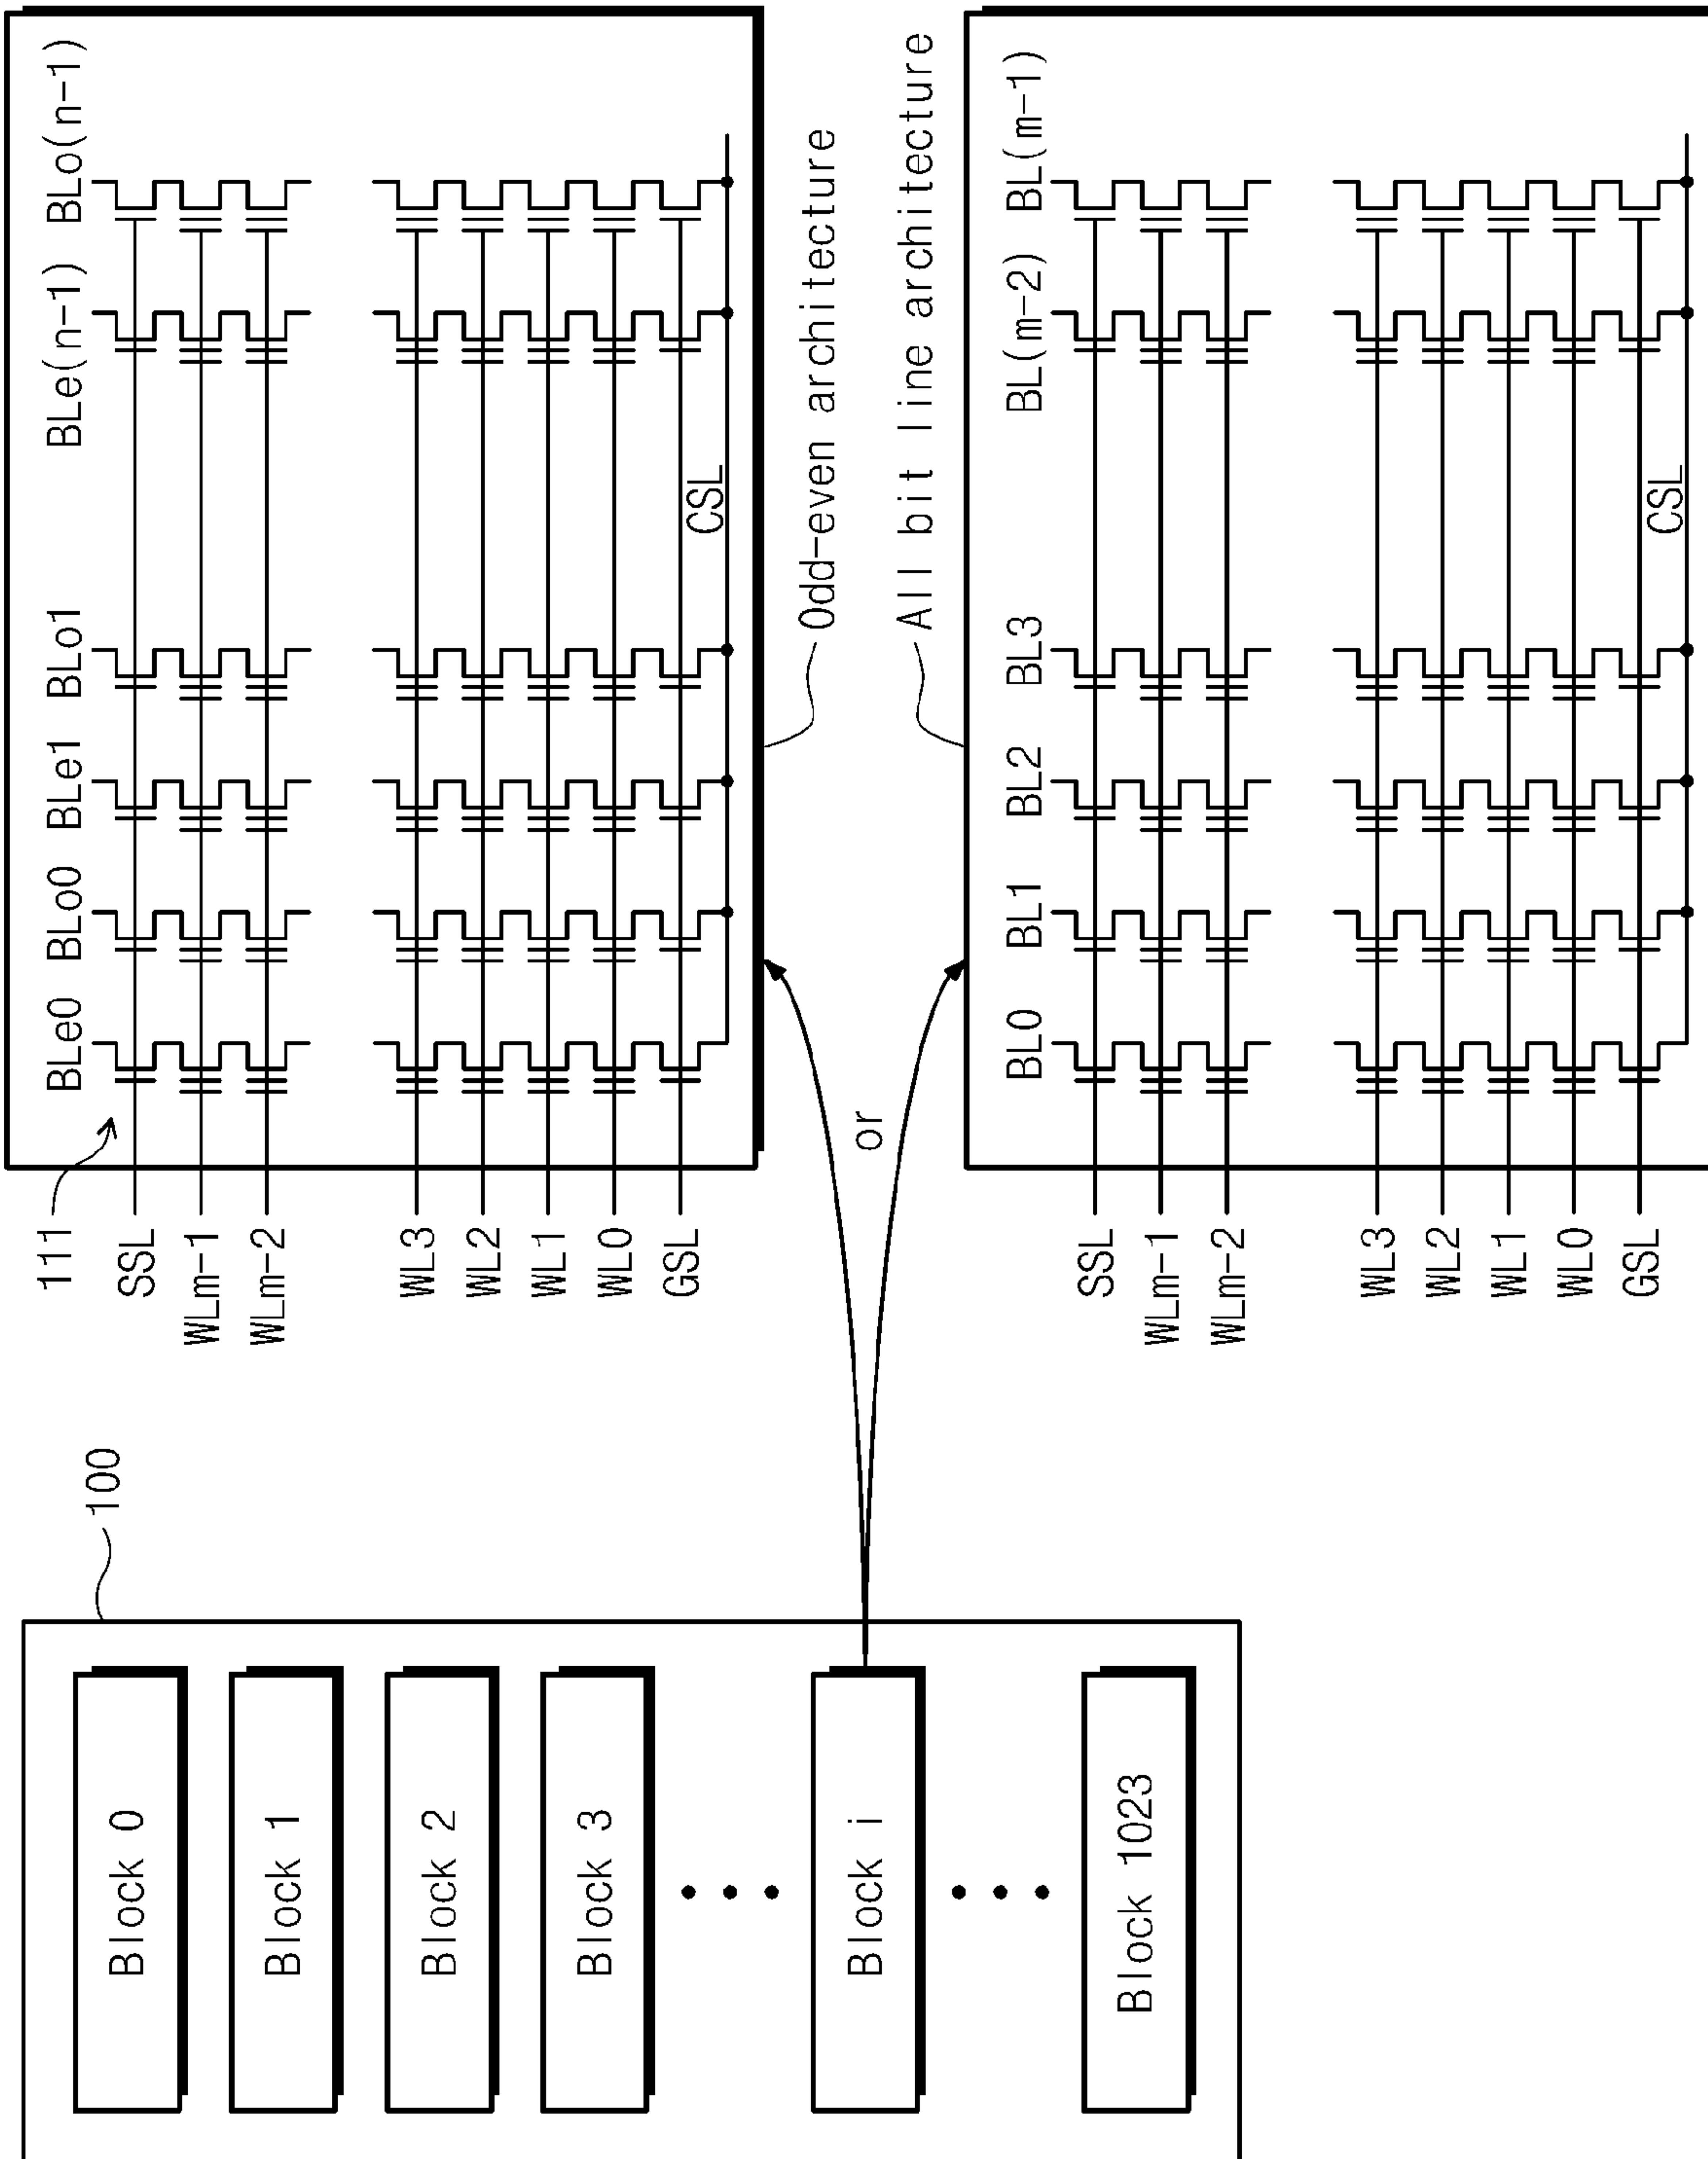 100
Block 0
Block 1
Block 2
Block 3
Block i
Block 1023
or
111
BLe0 BLo0 BLe1 BLo1 BLe(n-1) BLo(n-1)
SSL
WLm-1
WLm-2
WL3
WL2
WL1
WL0
GSL
CSL
Odd-even architecture
All bit line architecture
BL0 BL1 BL2 BL3 BL(m-2) BL(m-1)
SSL
WLm-1
WLm-2
WL3
WL2
WL1
WL0
GSL
CSL